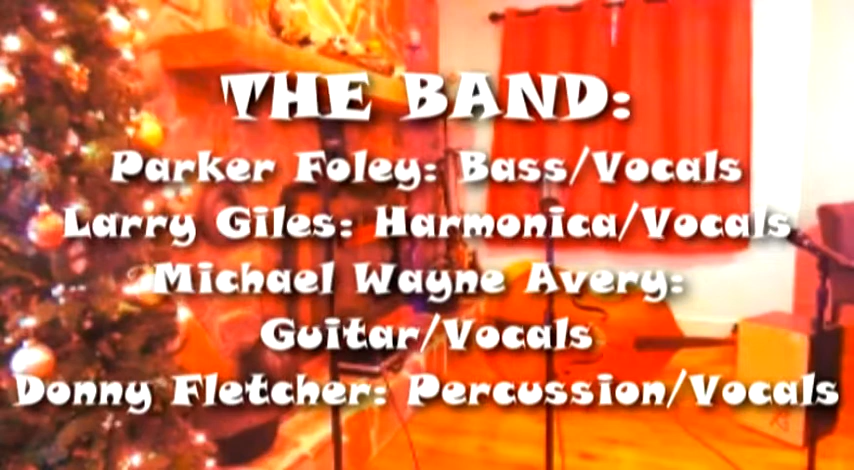 THE BAND:
Parker Foley: Bass/Vocals
Larry Giles: Harmonica/Vocals
Michael Wayne Avery:
Guitar/Vocals
Donny Fletcher: Percussion/Vocals